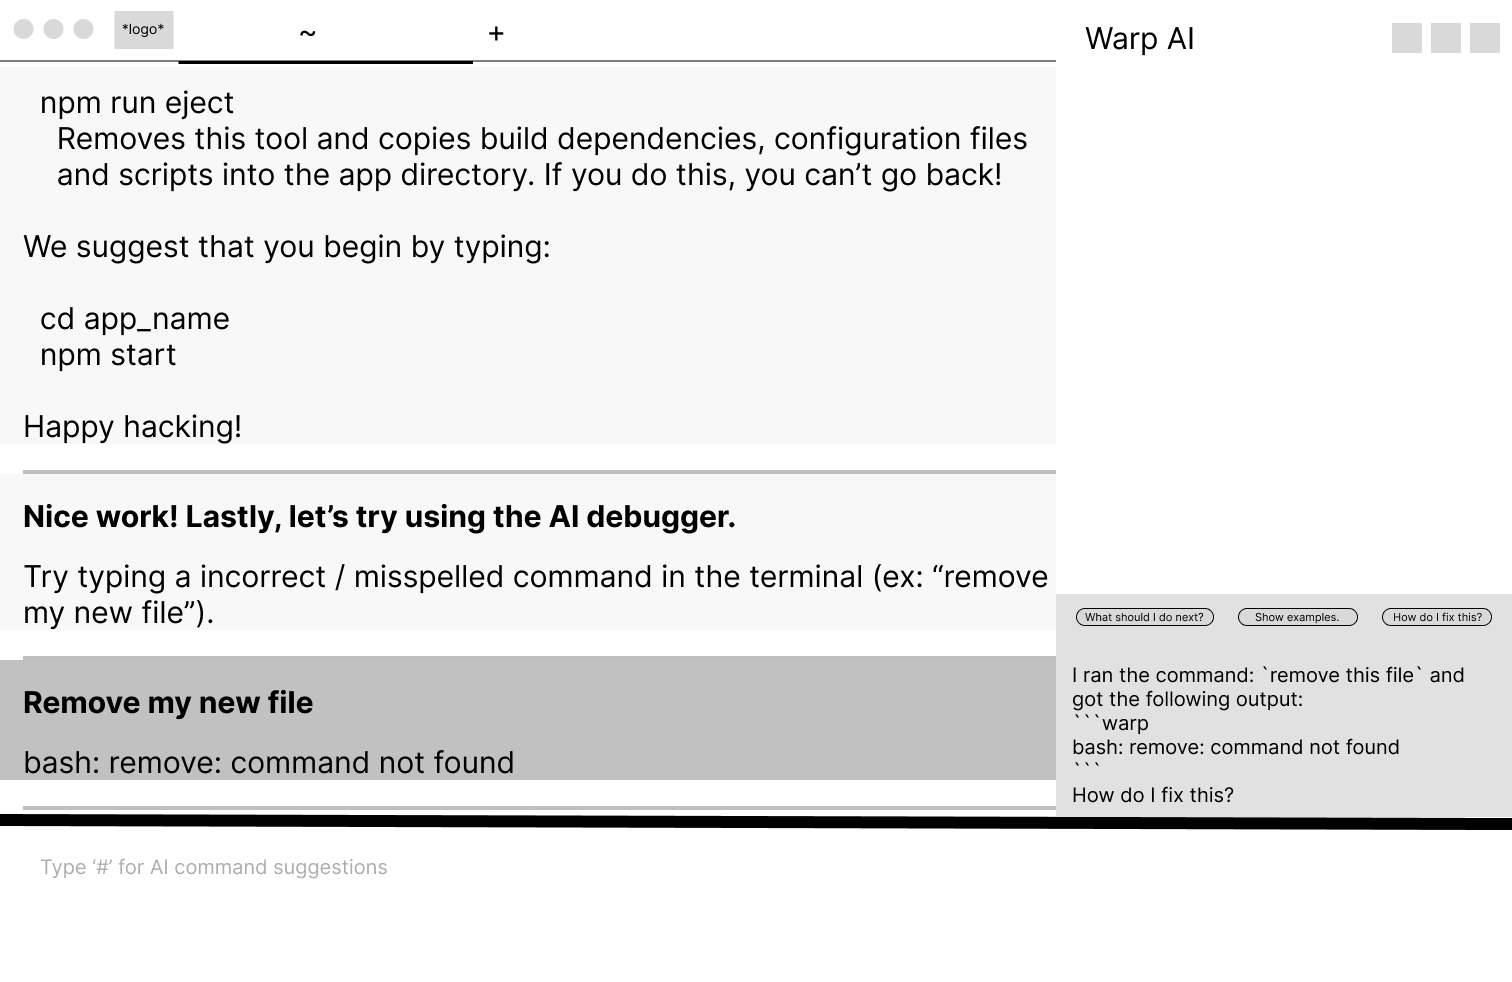 *logo*
~
+
npm run eject
Removes this tool and copies build dependencies, configuration files
and scripts into the app directory. If you do this, you can’t go back!
We suggest that you begin by typing:
cd app_name
npm start
Happy hacking!
Nice work! Lastly, let’s try using the AI debugger.
Try typing a incorrect / misspelled command in the terminal (ex: “remove
my new file”).
Remove my new file
bash: remove: command not found
Type ‘#’ for AI command suggestions
Warp AI
What should I do next?
Show examples.
How do I fix this?
I ran the command: `remove this file` and
got the following output:
```warp
bash: remove: command not found
```
How do I fix this?